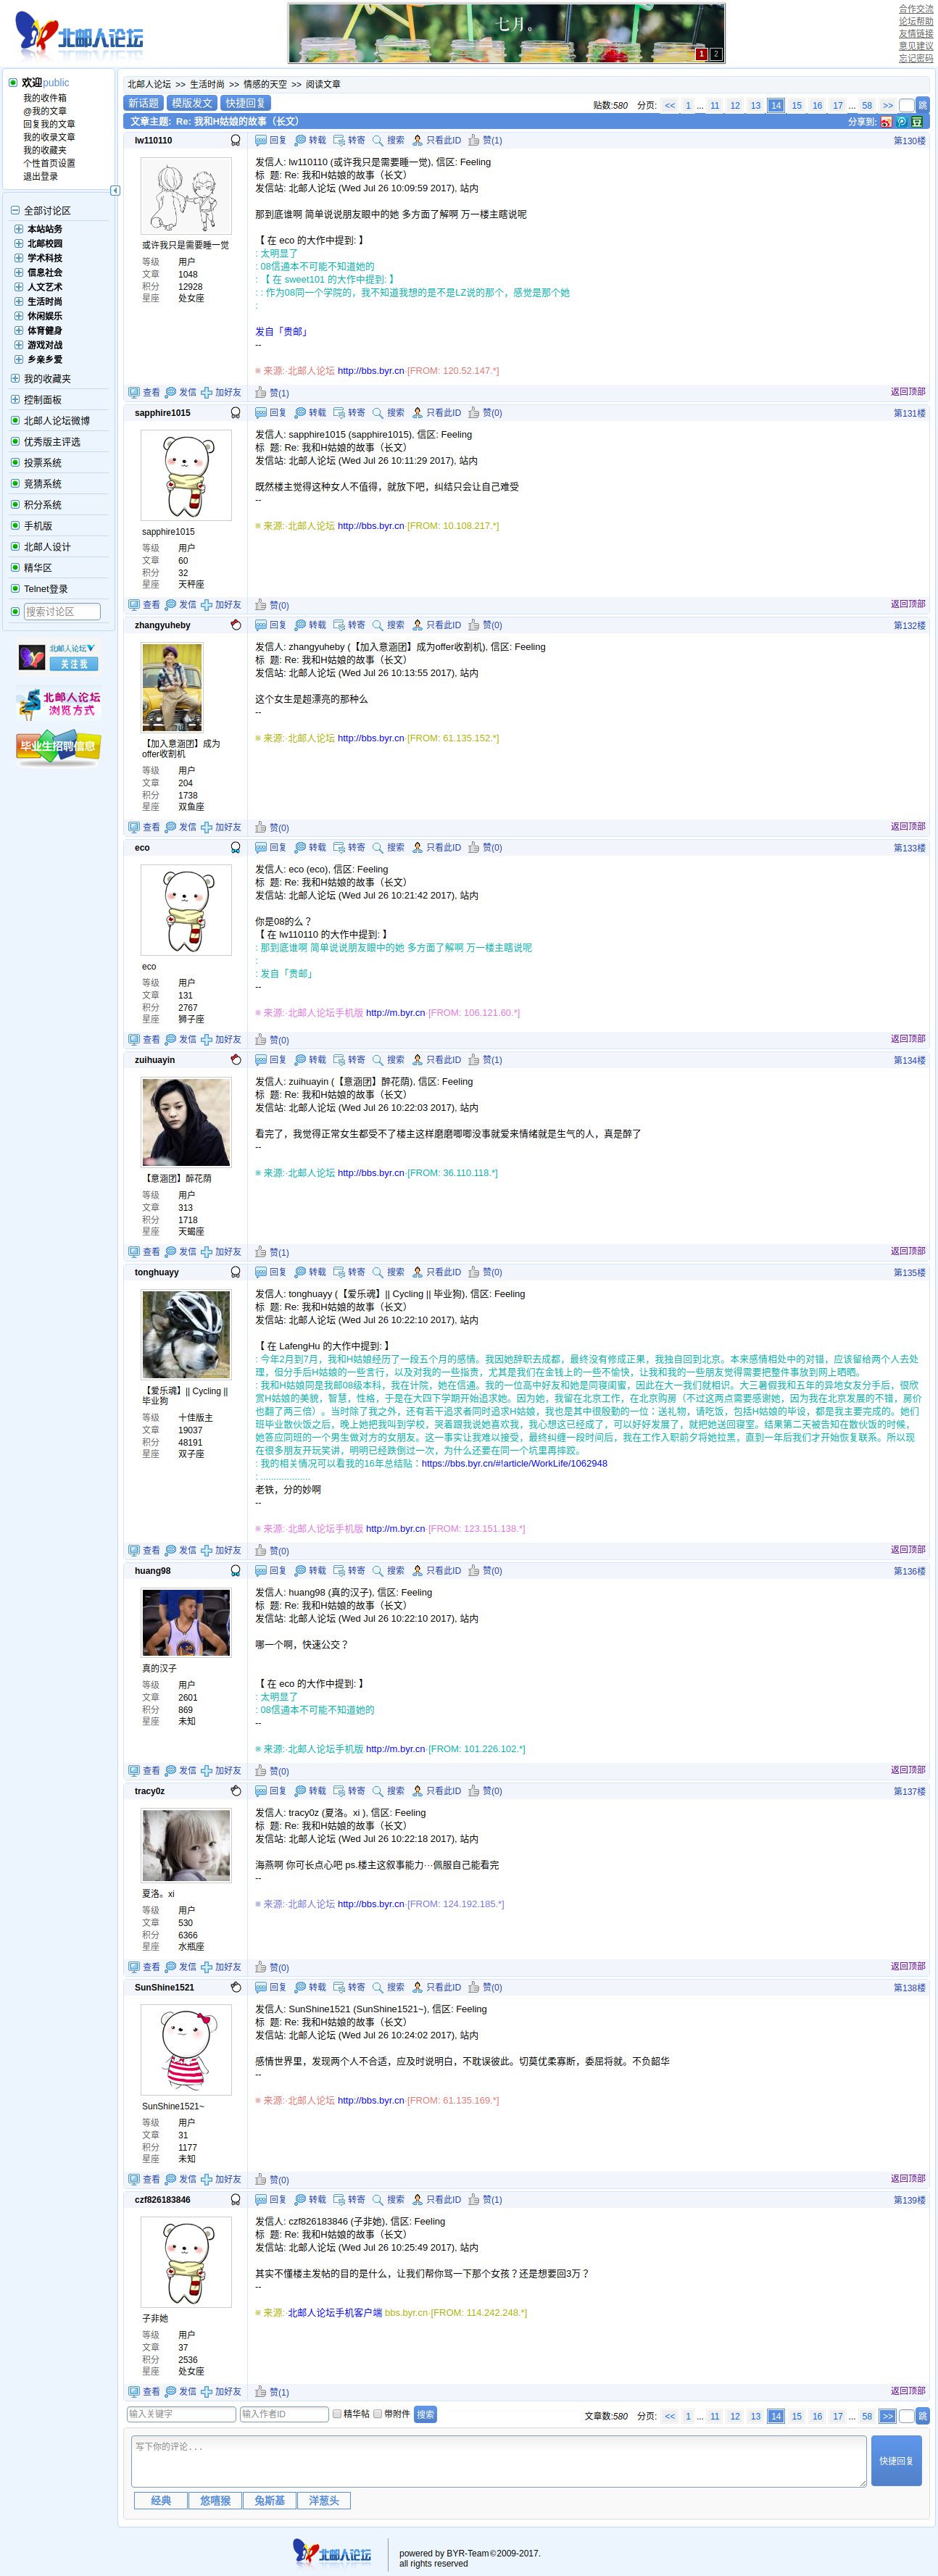 北邮人论坛
七月。
1 2
合作交流
论坛帮助
友情链接
意见建议
忘记密码
欢迎public
我的收件箱
@我的文章
回复我的文章
我的收录文章
我的收藏夹
个性首页设置
退出登录
全部讨论区
本站站务
北邮校园
学术科技
信息社会
人文艺术
生活时尚
休闲娱乐
体育健身
游戏对战
乡亲乡爱
我的收藏夹
控制面板
北邮人论坛微博
优秀版主评选
投票系统
竞猜系统
积分系统
手机版
北邮人设计
精华区
Telnet登录
搜索讨论区
北邮人论坛
关注我
北邮人论坛
浏览方式
毕业生招聘信息
北邮人论坛 >> 生活时尚 >> 情感的天空 >> 阅读文章
新话题 模版发文 快捷回复
贴数:580 分页: << 1 ... 11 12 13 14 15 16 17 ... 58 >> 跳
文章主题: Re: 我和H姑娘的故事（长文）
分享到:
lw110110
回复 转载 转寄 搜索 只看此ID 赞(1)
第130楼
或许我只是需要睡一觉
等级 用户
文章 1048
积分 12928
星座 处女座
发信人: lw110110 (或许我只是需要睡一觉), 信区: Feeling
标 题: Re: 我和H姑娘的故事（长文）
发信站: 北邮人论坛 (Wed Jul 26 10:09:59 2017), 站内
那到底谁啊 简单说说朋友眼中的她 多方面了解啊 万一楼主瞎说呢
【 在 eco 的大作中提到: 】
: 太明显了
: 08信通本不可能不知道她的
: 【 在 sweet101 的大作中提到: 】
: : 作为08同一个学院的，我不知道我想的是不是LZ说的那个，感觉是那个她
:
发自「贵邮」
--
※ 来源:·北邮人论坛 http://bbs.byr.cn·[FROM: 120.52.147.*]
查看 发信 加好友 赞(1) 返回顶部
sapphire1015
回复 转载 转寄 搜索 只看此ID 赞(0)
第131楼
sapphire1015
等级 用户
文章 60
积分 32
星座 天秤座
发信人: sapphire1015 (sapphire1015), 信区: Feeling
标 题: Re: 我和H姑娘的故事（长文）
发信站: 北邮人论坛 (Wed Jul 26 10:11:29 2017), 站内
既然楼主觉得这种女人不值得，就放下吧，纠结只会让自己难受
--
※ 来源:·北邮人论坛 http://bbs.byr.cn·[FROM: 10.108.217.*]
查看 发信 加好友 赞(0) 返回顶部
zhangyuheby
回复 转载 转寄 搜索 只看此ID 赞(0)
第132楼
【加入意涵团】成为offer收割机
等级 用户
文章 204
积分 1738
星座 双鱼座
发信人: zhangyuheby (【加入意涵团】成为offer收割机), 信区: Feeling
标 题: Re: 我和H姑娘的故事（长文）
发信站: 北邮人论坛 (Wed Jul 26 10:13:55 2017), 站内
这个女生是超漂亮的那种么
--
※ 来源:·北邮人论坛 http://bbs.byr.cn·[FROM: 61.135.152.*]
查看 发信 加好友 赞(0) 返回顶部
eco
回复 转载 转寄 搜索 只看此ID 赞(0)
第133楼
eco
等级 用户
文章 131
积分 2767
星座 狮子座
发信人: eco (eco), 信区: Feeling
标 题: Re: 我和H姑娘的故事（长文）
发信站: 北邮人论坛 (Wed Jul 26 10:21:42 2017), 站内
你是08的么？
【 在 lw110110 的大作中提到: 】
: 那到底谁啊 简单说说朋友眼中的她 多方面了解啊 万一楼主瞎说呢
:
: 发自「贵邮」
--
※ 来源:·北邮人论坛手机版 http://m.byr.cn·[FROM: 106.121.60.*]
查看 发信 加好友 赞(0) 返回顶部
zuihuayin
回复 转载 转寄 搜索 只看此ID 赞(1)
第134楼
【意涵团】醉花荫
等级 用户
文章 313
积分 1718
星座 天蝎座
发信人: zuihuayin (【意涵团】醉花荫), 信区: Feeling
标 题: Re: 我和H姑娘的故事（长文）
发信站: 北邮人论坛 (Wed Jul 26 10:22:03 2017), 站内
看完了，我觉得正常女生都受不了楼主这样磨磨唧唧没事就爱来情绪就是生气的人，真是醉了
--
※ 来源:·北邮人论坛 http://bbs.byr.cn·[FROM: 36.110.118.*]
查看 发信 加好友 赞(1) 返回顶部
tonghuayy
回复 转载 转寄 搜索 只看此ID 赞(0)
第135楼
【爱乐魂】|| Cycling || 毕业狗
等级 十佳版主
文章 19037
积分 48191
星座 双子座
发信人: tonghuayy (【爱乐魂】|| Cycling || 毕业狗), 信区: Feeling
标 题: Re: 我和H姑娘的故事（长文）
发信站: 北邮人论坛 (Wed Jul 26 10:22:10 2017), 站内
【 在 LafengHu 的大作中提到: 】
: 今年2月到7月，我和H姑娘经历了一段五个月的感情。我因她辞职去成都，最终没有修成正果，我独自回到北京。本来感情相处中的对错，应该留给两个人去处理，但分手后H姑娘的一些言行，以及对我的一些指责，尤其是我们在金钱上的一些不愉快，让我和我的一些朋友觉得需要把整件事放到网上晒晒。
: 我和H姑娘同是我邮08级本科，我在计院，她在信通。我的一位高中好友和她是同寝闺蜜，因此在大一我们就相识。大三暑假我和五年的异地女友分手后，很欣赏H姑娘的美貌，智慧，性格，于是在大四下学期开始追求她。因为她，我留在北京工作，在北京购房（不过这两点需要感谢她，因为我在北京发展的不错，房价也翻了两三倍）。当时除了我之外，还有若干追求者同时追求H姑娘，我也是其中很殷勤的一位：送礼物，请吃饭，包括H姑娘的毕设，都是我主要完成的。她们班毕业散伙饭之后，晚上她把我叫到学校，哭着跟我说她喜欢我，我心想这已经成了，可以好好发展了，就把她送回寝室。结果第二天被告知在散伙饭的时候，她答应同班的一个男生做对方的女朋友。这一事实让我难以接受，最终纠缠一段时间后，我在工作入职前夕将她拉黑，直到一年后我们才开始恢复联系。所以现在很多朋友开玩笑讲，明明已经跌倒过一次，为什么还要在同一个坑里再摔跤。
: 我的相关情况可以看我的16年总结贴：https://bbs.byr.cn/#!article/WorkLife/1062948
: ...................
老铁，分的妙啊
--
※ 来源:·北邮人论坛手机版 http://m.byr.cn·[FROM: 123.151.138.*]
查看 发信 加好友 赞(0) 返回顶部
huang98
回复 转载 转寄 搜索 只看此ID 赞(0)
第136楼
真的汉子
等级 用户
文章 2601
积分 869
星座 未知
发信人: huang98 (真的汉子), 信区: Feeling
标 题: Re: 我和H姑娘的故事（长文）
发信站: 北邮人论坛 (Wed Jul 26 10:22:10 2017), 站内
哪一个啊，快速公交？
【 在 eco 的大作中提到: 】
: 太明显了
: 08信通本不可能不知道她的
--
※ 来源:·北邮人论坛手机版 http://m.byr.cn·[FROM: 101.226.102.*]
查看 发信 加好友 赞(0) 返回顶部
tracy0z
回复 转载 转寄 搜索 只看此ID 赞(0)
第137楼
夏洛。xi
等级 用户
文章 530
积分 6366
星座 水瓶座
发信人: tracy0z (夏洛。xi ), 信区: Feeling
标 题: Re: 我和H姑娘的故事（长文）
发信站: 北邮人论坛 (Wed Jul 26 10:22:18 2017), 站内
海燕啊 你可长点心吧 ps.楼主这叙事能力…佩服自己能看完
--
※ 来源:·北邮人论坛 http://bbs.byr.cn·[FROM: 124.192.185.*]
查看 发信 加好友 赞(0) 返回顶部
SunShine1521
回复 转载 转寄 搜索 只看此ID 赞(0)
第138楼
SunShine1521~
等级 用户
文章 31
积分 1177
星座 未知
发信人: SunShine1521 (SunShine1521~), 信区: Feeling
标 题: Re: 我和H姑娘的故事（长文）
发信站: 北邮人论坛 (Wed Jul 26 10:24:02 2017), 站内
感情世界里，发现两个人不合适，应及时说明白，不耽误彼此。切莫优柔寡断，委屈将就。不负韶华
--
※ 来源:·北邮人论坛 http://bbs.byr.cn·[FROM: 61.135.169.*]
查看 发信 加好友 赞(0) 返回顶部
czf826183846
回复 转载 转寄 搜索 只看此ID 赞(1)
第139楼
子非她
等级 用户
文章 37
积分 2536
星座 处女座
发信人: czf826183846 (子非她), 信区: Feeling
标 题: Re: 我和H姑娘的故事（长文）
发信站: 北邮人论坛 (Wed Jul 26 10:25:49 2017), 站内
其实不懂楼主发帖的目的是什么，让我们帮你骂一下那个女孩？还是想要回3万？
--
※ 来源:·北邮人论坛手机客户端 bbs.byr.cn·[FROM: 114.242.248.*]
查看 发信 加好友 赞(1) 返回顶部
输入关键字 输入作者ID 精华帖 带附件 搜索
文章数:580 分页: << 1 ... 11 12 13 14 15 16 17 ... 58 >> 跳
写下你的评论...
快捷回复
经典 悠嘻猴 兔斯基 洋葱头
北邮人论坛
powered by BYR-Team©2009-2017.
all rights reserved